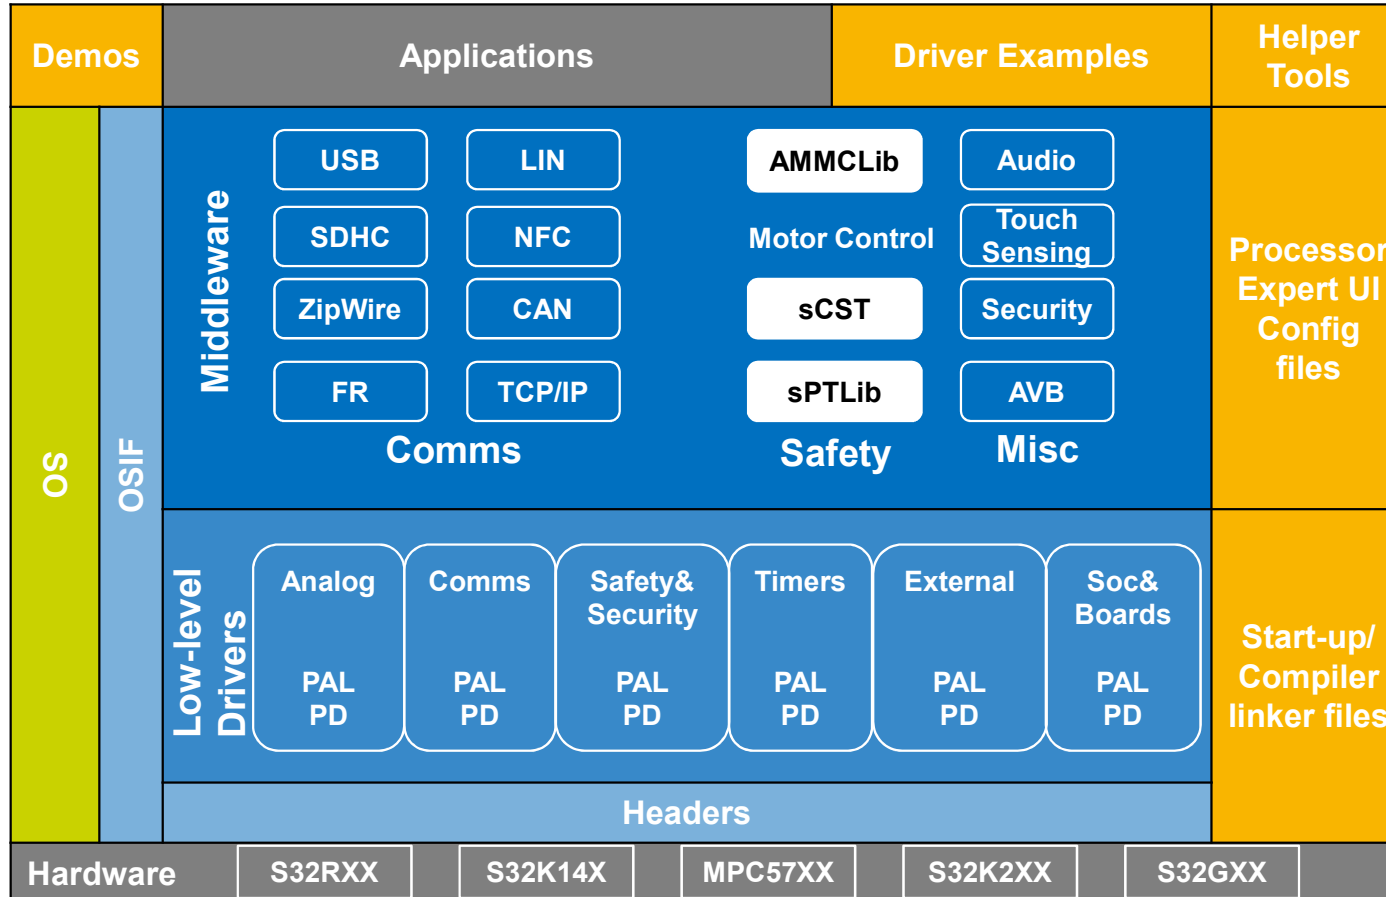 Demos
Applications
Driver Examples
Helper
Tools
OS
OSIF
Middleware
USB
LIN
SDHC
NFC
ZipWire
CAN
FR
TCP/IP
Comms
AMMCLib
Motor Control
sCST
sPTLib
Safety
Audio
Touch
Sensing
Security
AVB
Misc
Processor
Expert UI
Config
files
Low-level
Drivers
Analog
PAL
PD
Comms
PAL
PD
Safety&
Security
PAL
PD
Timers
PAL
PD
External
PAL
PD
Soc&
Boards
PAL
PD
Start-up/
Compiler
linker files
Headers
Hardware
S32RXX
S32K14X
MPC57XX
S32K2XX
S32GXX